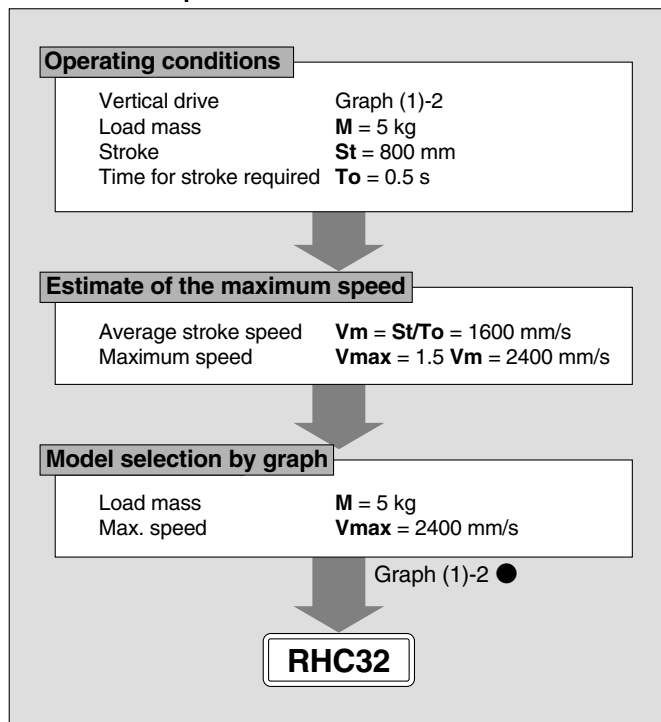 Operating conditions
Vertical drive Graph (1)-2
Load mass M = 5 kg
Stroke St = 800 mm
Time for stroke required To = 0.5 s
Estimate of the maximum speed
Average stroke speed Vm = St/To = 1600 mm/s
Maximum speed Vmax = 1.5 Vm = 2400 mm/s
Model selection by graph
Load mass M = 5 kg
Max. speed Vmax = 2400 mm/s
Graph (1)-2 ●
RHC32